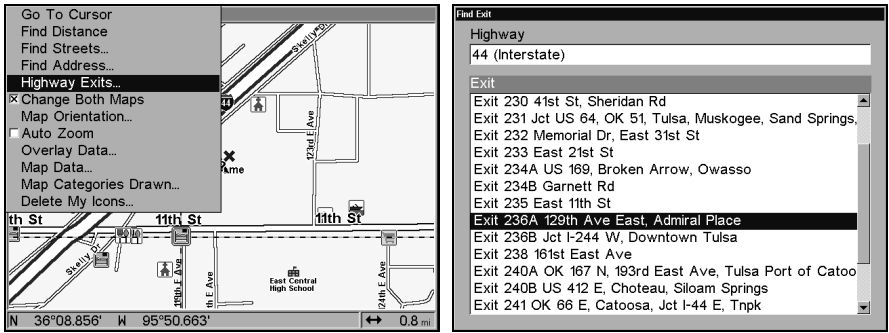 Go To Cursor
Find Distance
Find Streets...
Find Address...
Highway Exits...
Change Both Maps
Map Orientation...
Auto Zoom
Overlay Data...
Map Data...
Map Categories Drawn...
Delete My Icons...
Skelly Dr
44
123rd E Ave
ame
th St
11th St
11th St
Skelly Dr
116th E Ave
th E Ave
East Central
High School
124th E Ave
N 36°08.856' W 95°50.663'
0.8 mi
Find Exit
Highway
44 (Interstate)
Exit
Exit 230 41st St, Sheridan Rd
Exit 231 Jct US 64, OK 51, Tulsa, Muskogee, Sand Springs,
Exit 232 Memorial Dr, East 31st St
Exit 233 East 21st St
Exit 234A US 169, Broken Arrow, Owasso
Exit 234B Garnett Rd
Exit 235 East 11th St
Exit 236A 129th Ave East, Admiral Place
Exit 236B Jct I-244 W, Downtown Tulsa
Exit 238 161st East Ave
Exit 240A OK 167 N, 193rd East Ave, Tulsa Port of Catoo
Exit 240B US 412 E, Choteau, Siloam Springs
Exit 241 OK 66 E, Catoosa, Jct I-44 E, Tnpk